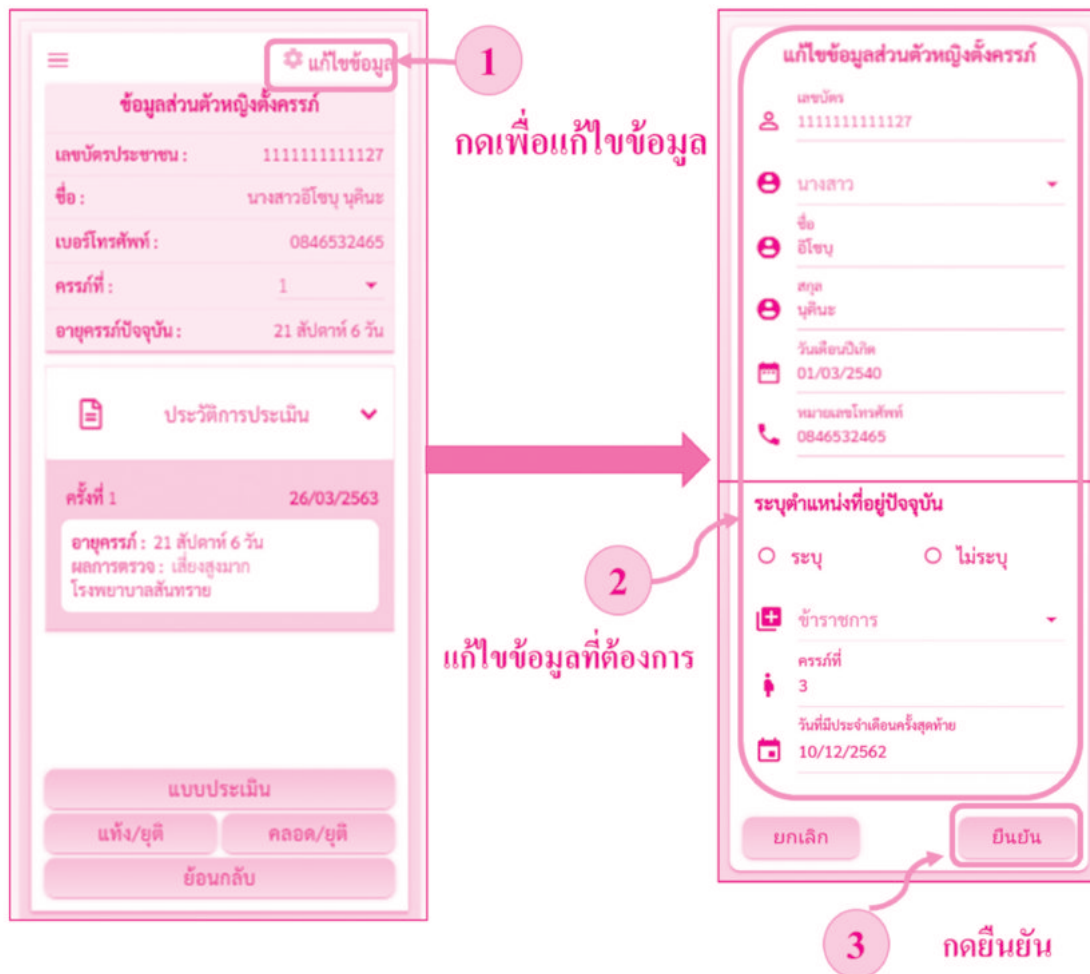 แก้ไขข้อมูล
ข้อมูลส่วนตัวหญิงตั้งครรภ์
เลขบัตรประชาชน : 1111111111127
ชื่อ : นางสาวอีโซบุ นุคินะ
เบอร์โทรศัพท์ : 0846532465
ครรภ์ที่ : 1
อายุครรภ์ปัจจุบัน : 21 สัปดาห์ 6 วัน
ประวัติการประเมิน
ครั้งที่ 1 26/03/2563
อายุครรภ์ : 21 สัปดาห์ 6 วัน
ผลการตรวจ : เสี่ยงสูงมาก
โรงพยาบาลสันทราย
แบบประเมิน
แท้ง/ยุติ คลอด/ยุติ
ย้อนกลับ
1
กดเพื่อแก้ไขข้อมูล
2
แก้ไขข้อมูลที่ต้องการ
แก้ไขข้อมูลส่วนตัวหญิงตั้งครรภ์
เลขบัตร
1111111111127
นางสาว
ชื่อ
อีโซบุ
สกุล
นุคินะ
วันเดือนปีเกิด
01/03/2540
หมายเลขโทรศัพท์
0846532465
ระบุตำแหน่งที่อยู่ปัจจุบัน
ระบุ ไม่ระบุ
ข้าราชการ
ครรภ์ที่
3
วันที่มีประจำเดือนครั้งสุดท้าย
10/12/2562
ยกเลิก ยืนยัน
3 กดยืนยัน